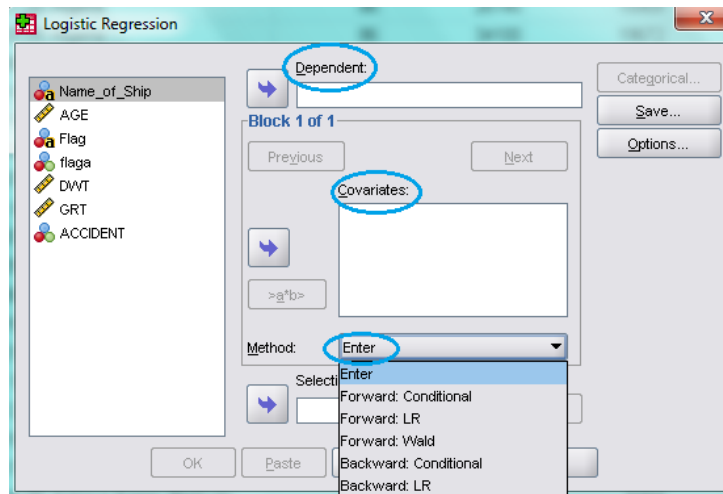 Logistic Regression
Name_of_Ship
AGE
Flag
flaga
DWT
GRT
ACCIDENT
Dependent:
Block 1 of 1
Previous
Next
Covariates:
>a*b>
Method:
Enter
Enter
Forward: Conditional
Forward: LR
Forward: Wald
Backward: Conditional
Backward: LR
Categorical...
Save...
Options...
OK
Paste